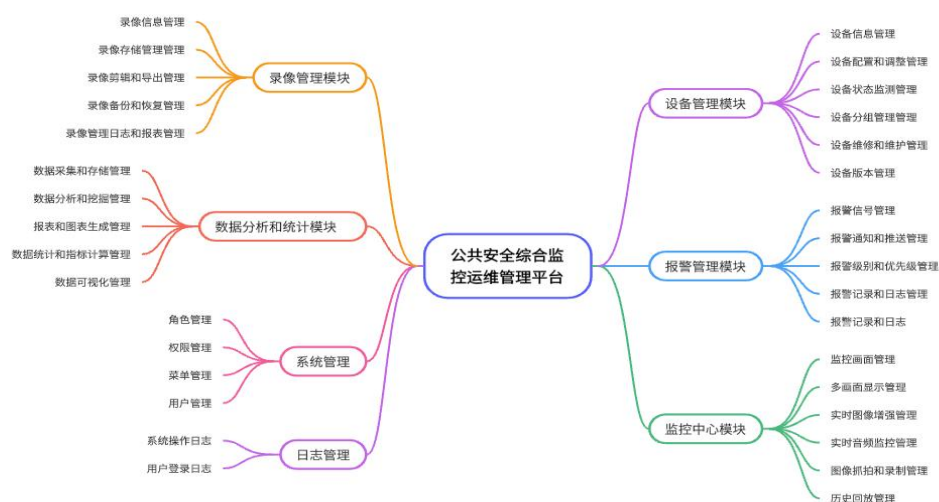 公共安全综合监
控运维管理平台
录像管理模块
录像信息管理
录像存储管理管理
录像剪辑和导出管理
录像备份和恢复管理
录像管理日志和报表管理
数据分析和统计模块
数据采集和存储管理
数据分析和挖掘管理
报表和图表生成管理
数据统计和指标计算管理
数据可视化管理
系统管理
角色管理
权限管理
菜单管理
用户管理
日志管理
系统操作日志
用户登录日志
设备管理模块
设备信息管理
设备配置和调整管理
设备状态监测管理
设备分组管理管理
设备维修和维护管理
设备版本管理
报警管理模块
报警信号管理
报警通知和推送管理
报警级别和优先级管理
报警记录和日志管理
报警记录和日志
监控中心模块
监控画面管理
多画面显示管理
实时图像增强管理
实时音频监控管理
图像抓拍和录制管理
历史回放管理